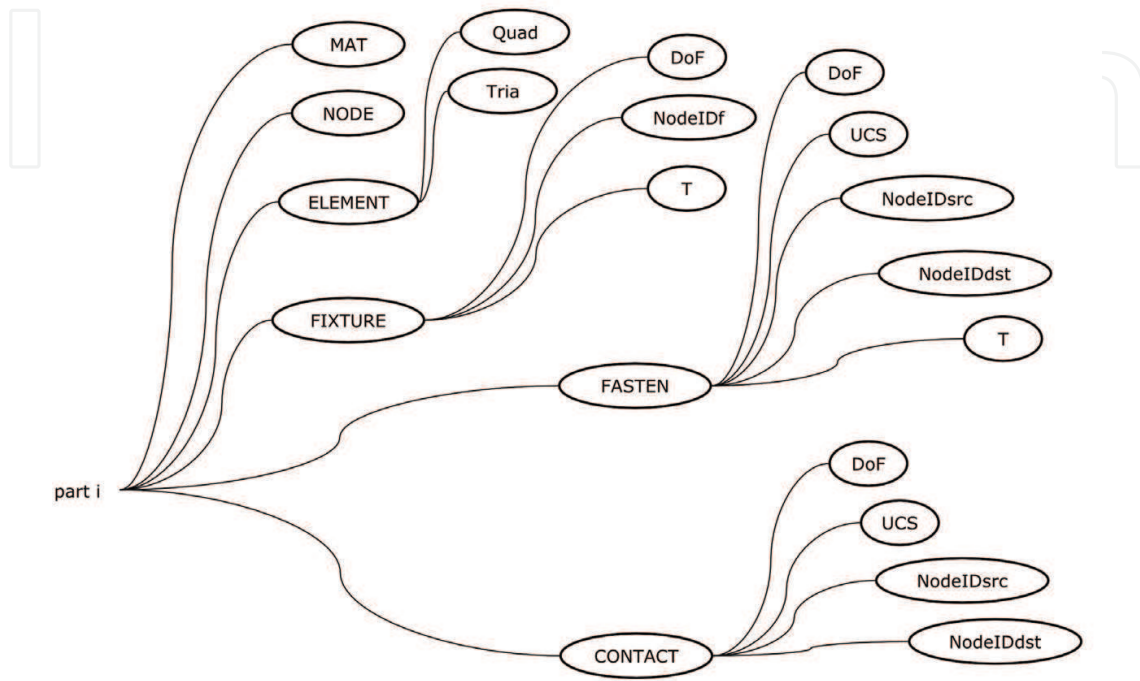 part i
MAT
NODE
ELEMENT
Quad
Tria
FIXTURE
DoF
NodeIDf
T
FASTEN
DoF
UCS
NodeIDsrc
NodeIDdst
T
CONTACT
DoF
UCS
NodeIDsrc
NodeIDdst